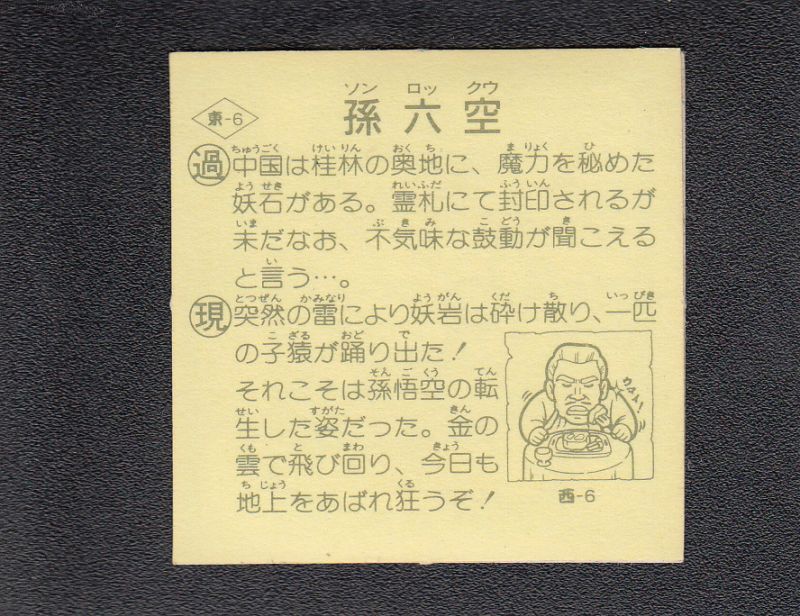 ソン ロッ クウ
東-6 孫六空
過 中国は桂林の奥地に、魔力を秘めた
妖石がある。霊札にて封印されるが
未だなお、不気味な鼓動が聞こえる
と言う…。
現 突然の雷により妖岩は砕け散り、一匹
の子猿が踊り出た!
それこそは孫悟空の転
生した姿だった。金の
雲で飛び回り、今日も
地上をあばれ狂うぞ!
西-6